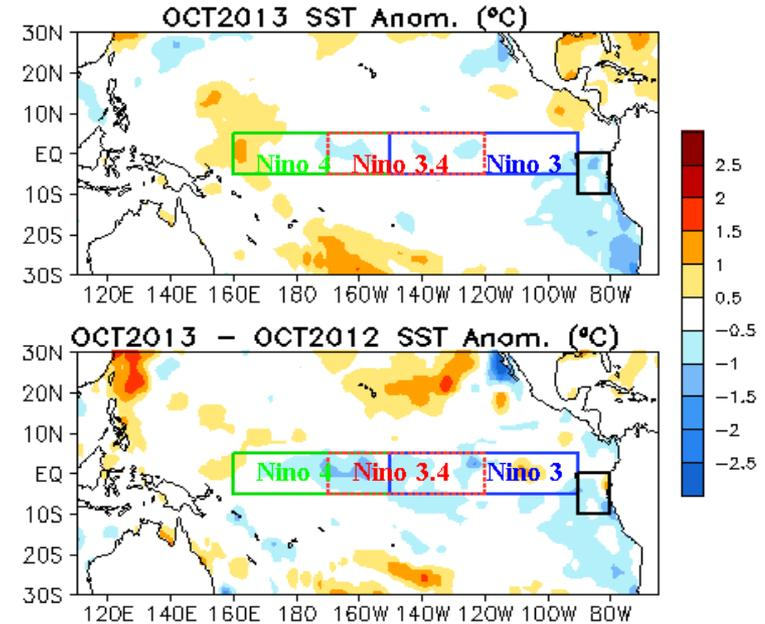 OCT2013 SST Anom. (ºC)
30N
20N
10N
EQ
10S
20S
30S
Nino 4
Nino 3.4
Nino 3
120E 140E 160E 180 160W 140W 120W 100W 80W
OCT2013 – OCT2012 SST Anom. (ºC)
30N
20N
10N
EQ
10S
20S
30S
Nino 4
Nino 3.4
Nino 3
120E 140E 160E 180 160W 140W 120W 100W 80W
2.5
2
1.5
1
0.5
−0.5
−1
−1.5
−2
−2.5